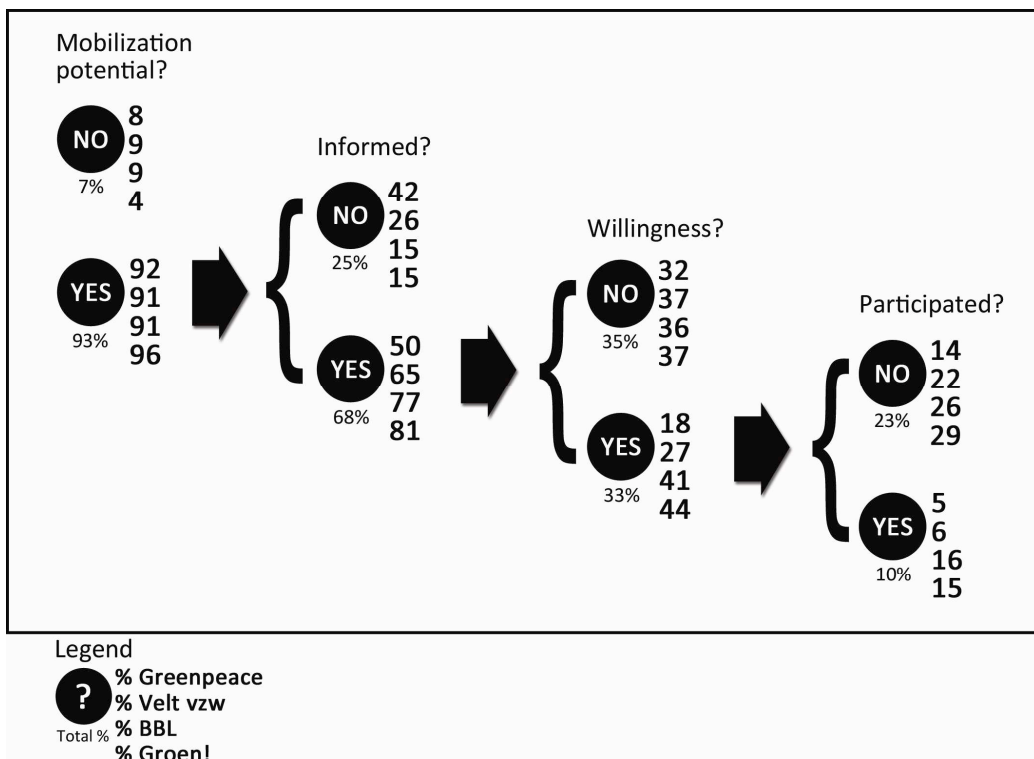 Mobilization
potential?
NO
7%
8
9
9
4
YES
93%
92
91
91
96
Informed?
NO
25%
42
26
15
15
YES
68%
50
65
77
81
Willingness?
NO
35%
32
37
36
37
YES
33%
18
27
41
44
Participated?
NO
23%
14
22
26
29
YES
10%
5
6
16
15
Legend
?
Total %
% Greenpeace
% Velt vzw
% BBL
% Groen!